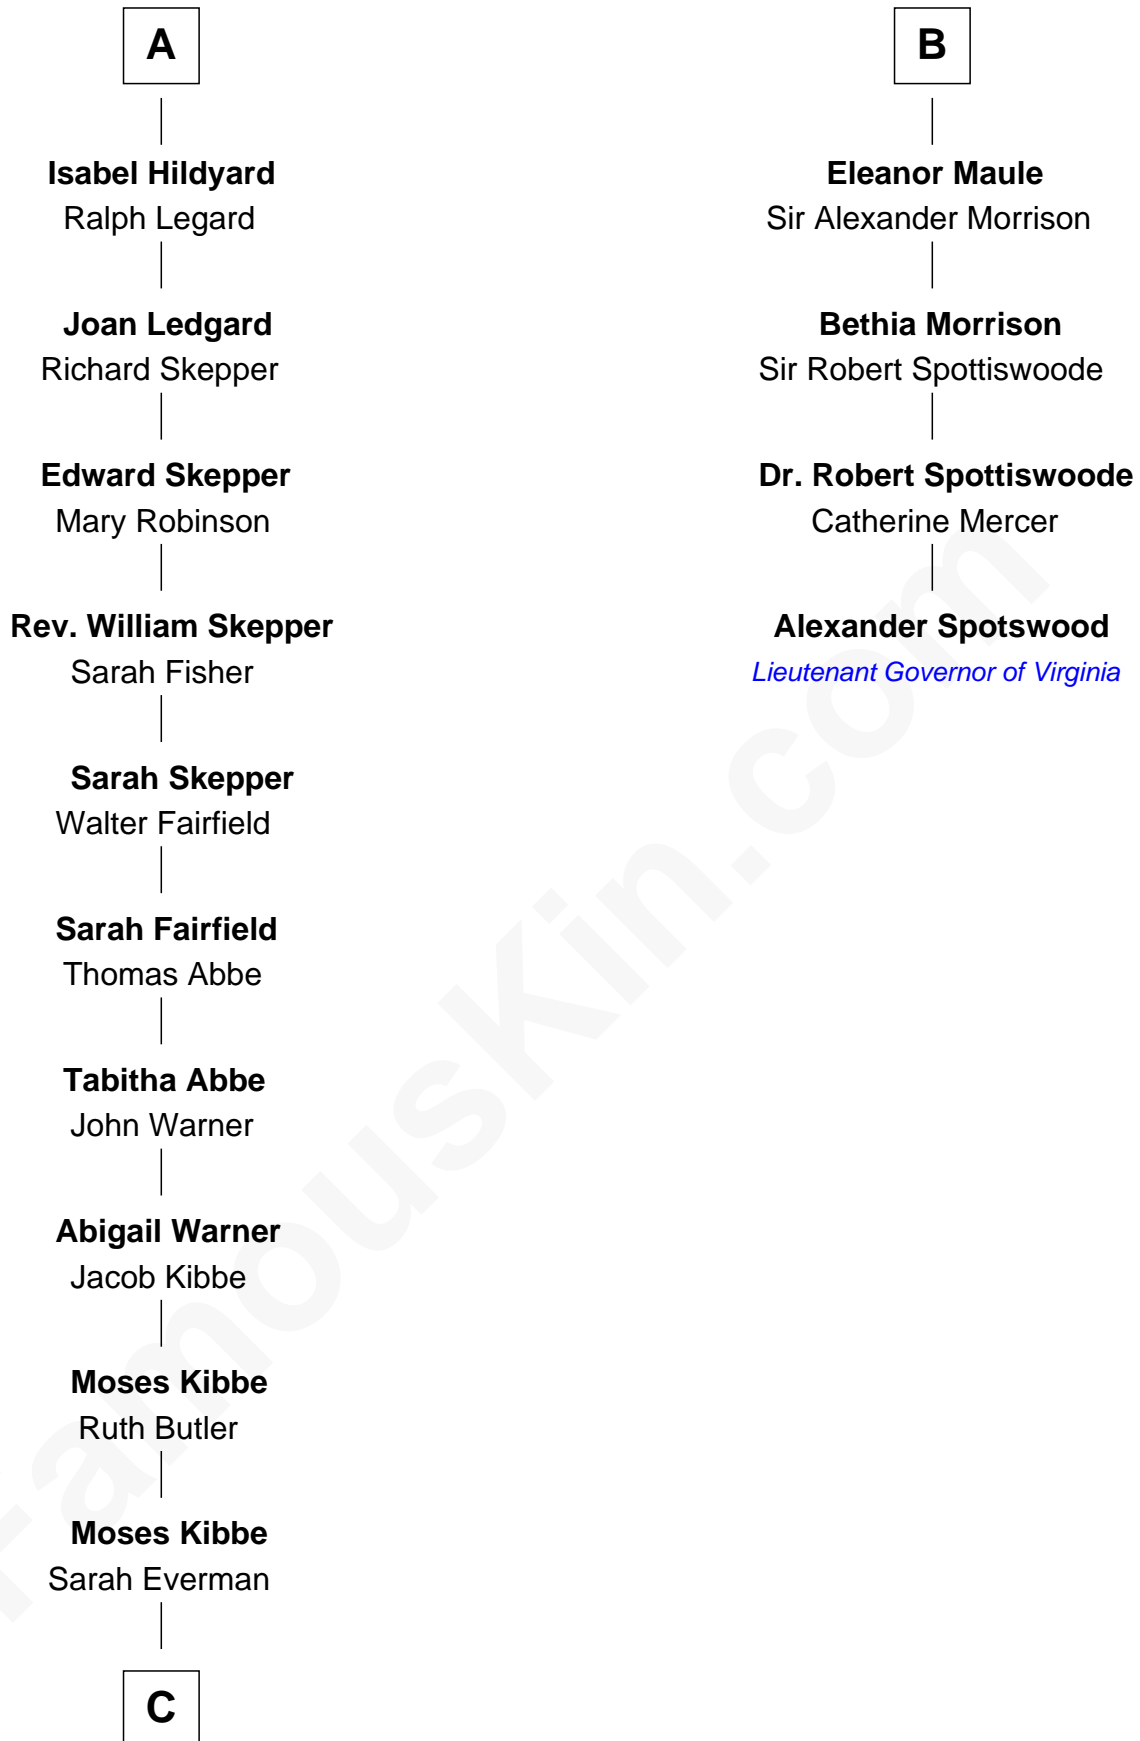 A
Isabel Hildyard
Ralph Legard
Joan Ledgard
Richard Skepper
Edward Skepper
Mary Robinson
Rev. William Skepper
Sarah Fisher
Sarah Skepper
Walter Fairfield
Sarah Fairfield
Thomas Abbe
Tabitha Abbe
John Warner
Abigail Warner
Jacob Kibbe
Moses Kibbe
Ruth Butler
Moses Kibbe
Sarah Everman
C
B
Eleanor Maule
Sir Alexander Morrison
Bethia Morrison
Sir Robert Spottiswoode
Dr. Robert Spottiswoode
Catherine Mercer
Alexander Spotswood
Lieutenant Governor of Virginia
FamousKin.com